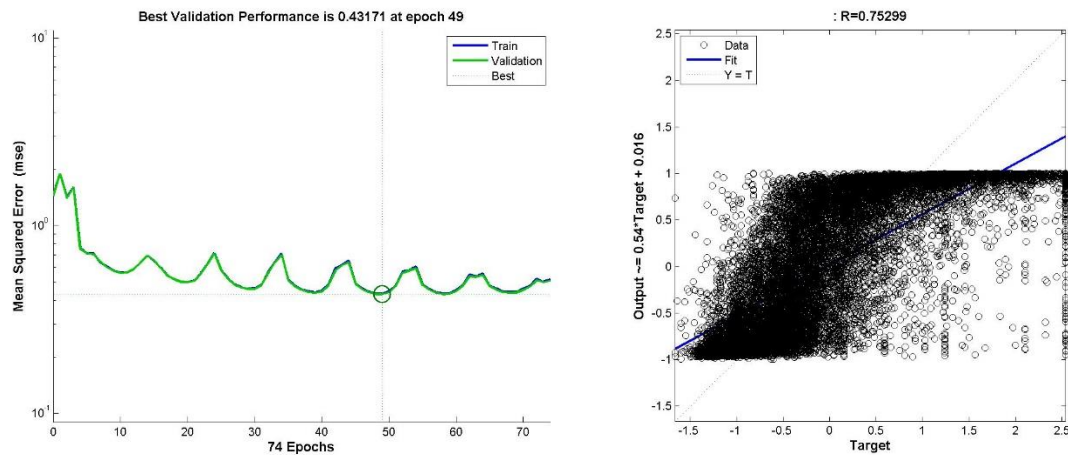 Best Validation Performance is 0.43171 at epoch 49
Train
Validation
Best
Mean Squared Error (mse)
10^1
10^0
10^-1
0 10 20 30 40 50 60 70
74 Epochs
: R=0.75299
Data
Fit
Y = T
Output ~= 0.54*Target + 0.016
2.5
2
1.5
1
0.5
0
-0.5
-1
-1.5
-1.5 -1 -0.5 0 0.5 1 1.5 2 2.5
Target